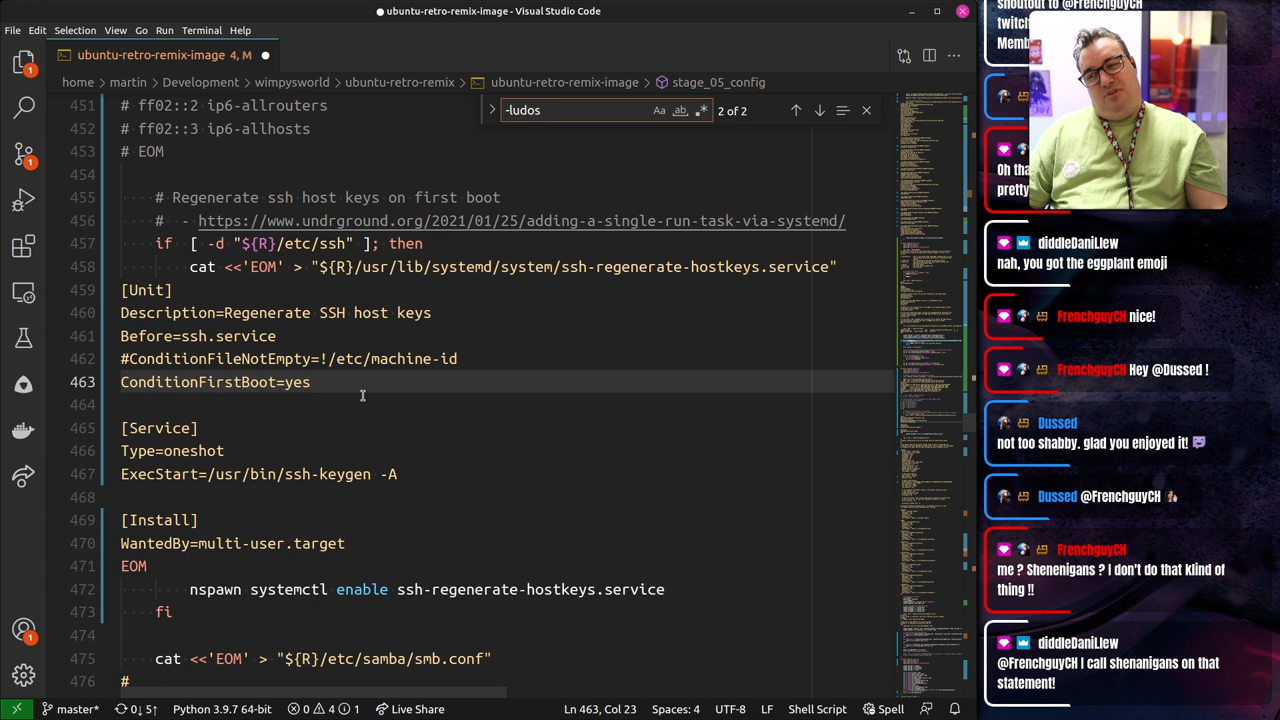 ubuntu-retro-remix-image - Visual Studio Code
File Edit Selection View Go Run Terminal Help
ubuntu-retro-remix-image 4, M
home > martin > Development > wimpysworld > ubuntu-retro-remix > ubuntu-retro-remix-image > stage_05_config
-ludos
Aa ab .* 2 of 2
451 # ff02::2 ip6-allrouters
452 # ff02::3 ip6-allhosts
453 # EOM
454
455 # Regenerate ssh host keys on first boot
456 # - https://www.undrground.org/2021/01/25/adding-a-single-run-task-via-systemd/
457 if [ -d "${R}/etc/ssh" ]; then
458 cat <<'EOM' > "${R}/usr/lib/systemd/system/ssh-regenerate-hostkeys.service"
459 [Unit]
460 Description=Generate SSH host keys
461 Before=ssh.service
462 #ConditionFileNotEmpty=!/etc/machine-id
463 ConditionFirstBoot=yes
464
465 [Service]
466 Type=oneshot
467 ExecStart=/usr/bin/ssh-keygen -A
468
469 [Install]
470 WantedBy=multi-user.target
471 EOM
472 nspawn systemctl enable ssh-regenerate-hostkeys.service
473 fi
474
475 cat <<'EOM' > "${R}/etc/samba/smb.conf"
476 #
master* 0↓ 5↑ Python 64-bit 0 4 1 Live Share
Ln 463, Col 23 Spaces: 4 UTF-8 LF Shell Script Spell
shoutout to @FrenchguyCH
twitch
Memb
Oh tha
pretty
diddleDaniLlew
nah, you got the eggplant emoji
FrenchguyCH nice!
FrenchguyCH Hey @Dussed !
Dussed
not too shabby. glad you enjoyed it!
Dussed @FrenchguyCH
FrenchguyCH
me ? Shenenigans ? I don't do that klind of
thing !!
diddleDaniLlew
@FrenchguyCH I call shenanigans on that
statement!